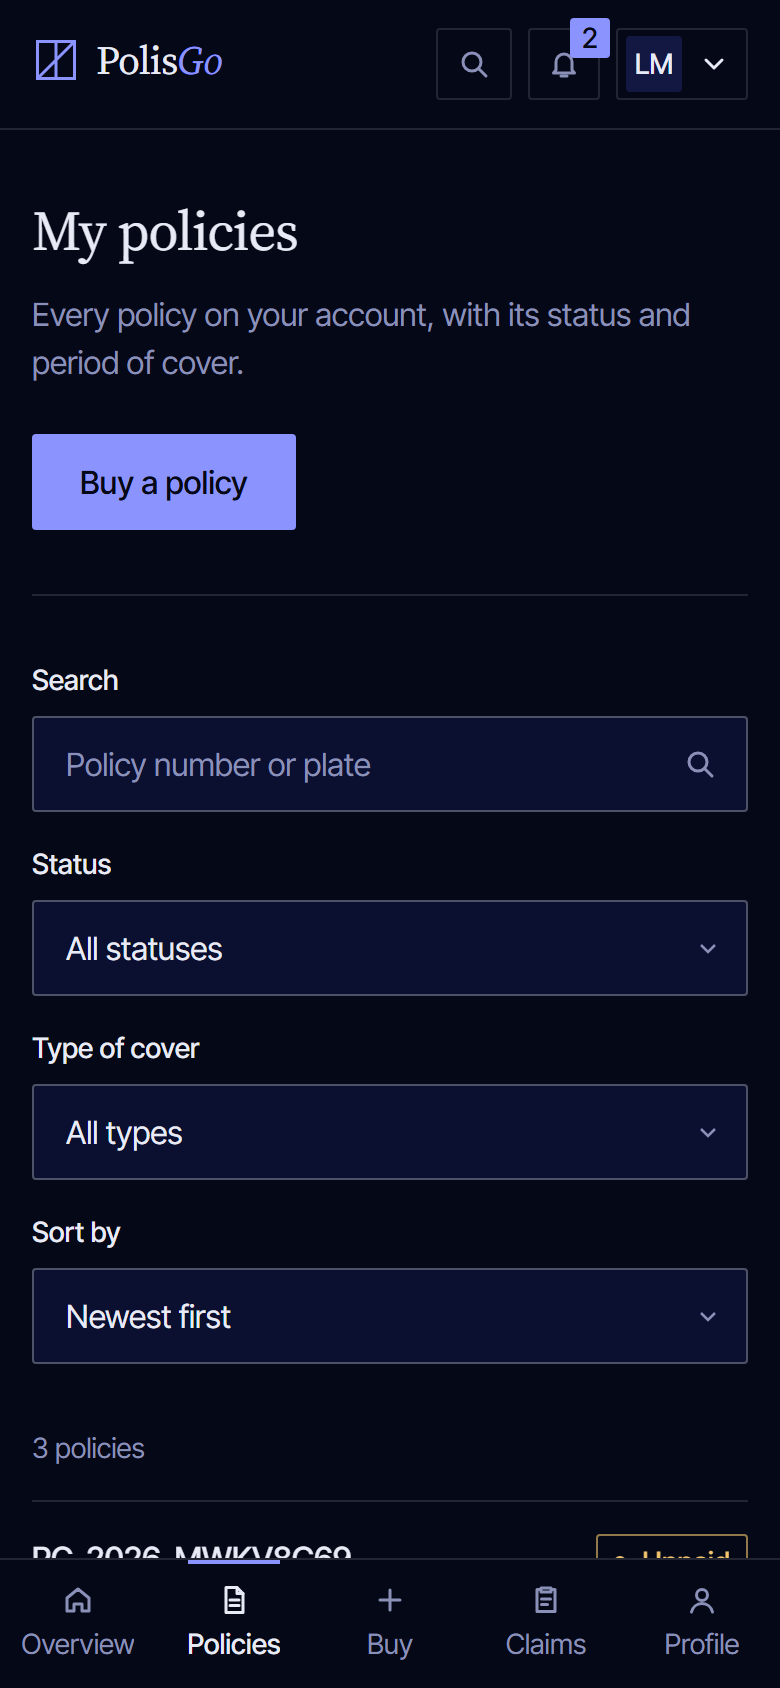 PolisGo
2
LM
My policies
Every policy on your account, with its status and
period of cover.
Buy a policy
Search
Policy number or plate
Status
All statuses
Type of cover
All types
Sort by
Newest first
3 policies
Unpaid
Overview
Policies
Buy
Claims
Profile